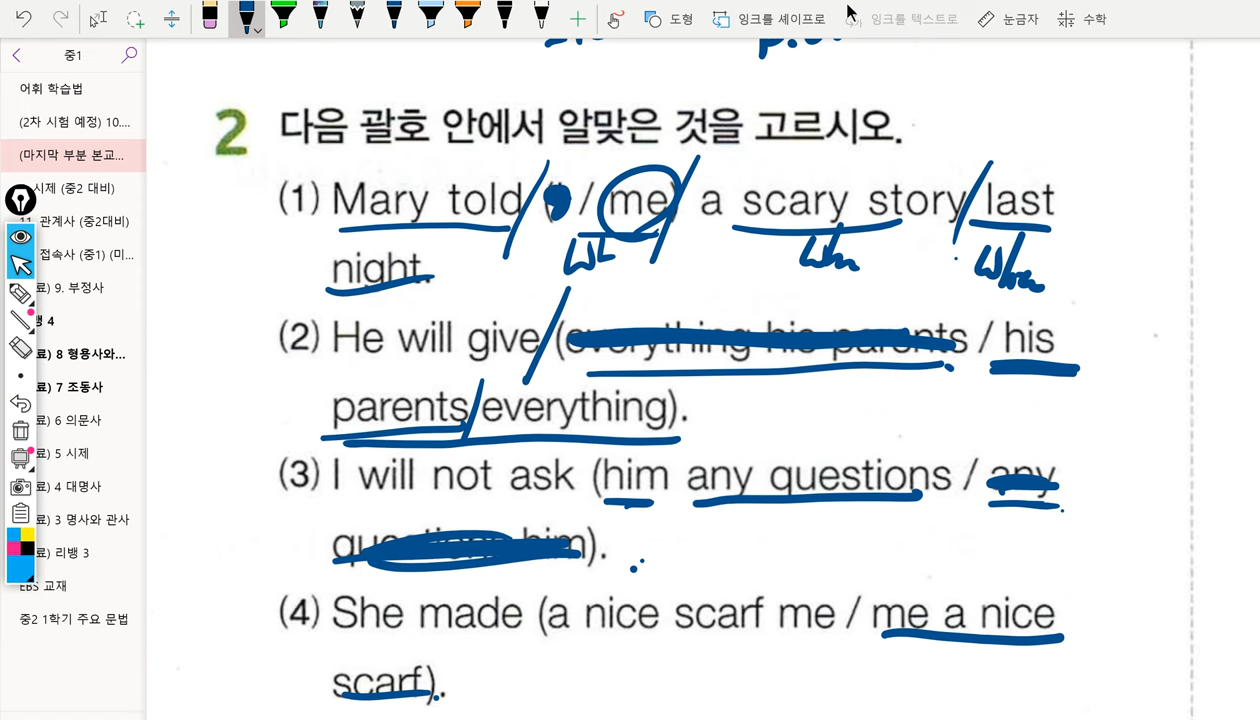 도형
잉크를 셰이프로
잉크를 텍스트로
눈금자
수학
중1
어휘 학습법
(2차 시험 예정) 10....
(마지막 부분 본교...
시제 (중2 대비)
관계사 (중2대비)
접속사 (중1) (미...
료) 9. 부정사
뱅 4
료) 8 형용사와...
료) 7 조동사
료) 6 의문사
료) 5 시제
료) 4 대명사
료) 3 명사와 관사
료) 리뱅 3
EBS 교재
중2 1학기 주요 문법
2 다음 괄호 안에서 알맞은 것을 고르시오.
(1) Mary told ( / me) a scary story last
night.
(2) He will give (everything his parents / his
parents everything).
(3) I will not ask (him any questions / any
questions him).
(4) She made (a nice scarf me / me a nice
scarf).